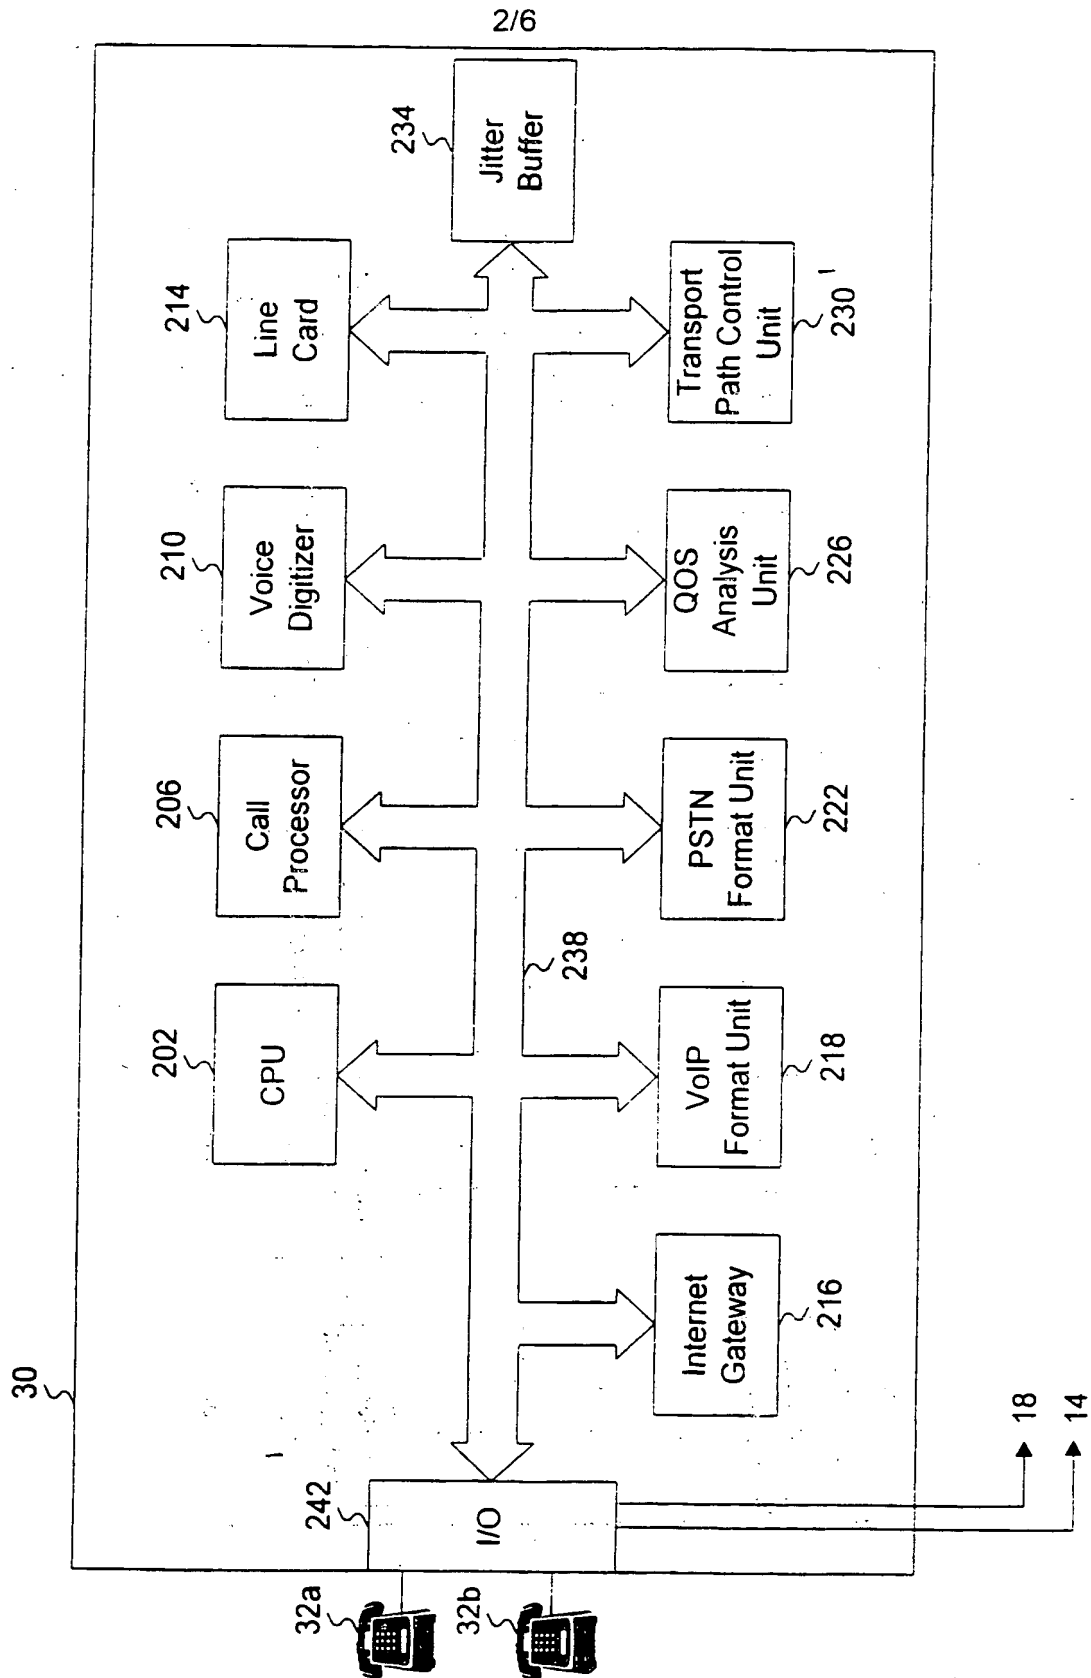 2/6
30
202
CPU
206
Call
Processor
210
Voice
Digitizer
214
Line
Card
234
Jitter
Buffer
242
I/O
32a
32b
238
Internet
Gateway
216
VoIP
Format Unit
218
PSTN
Format Unit
222
QOS
Analysis
Unit
226
Transport
Path Control
Unit
230
18
14